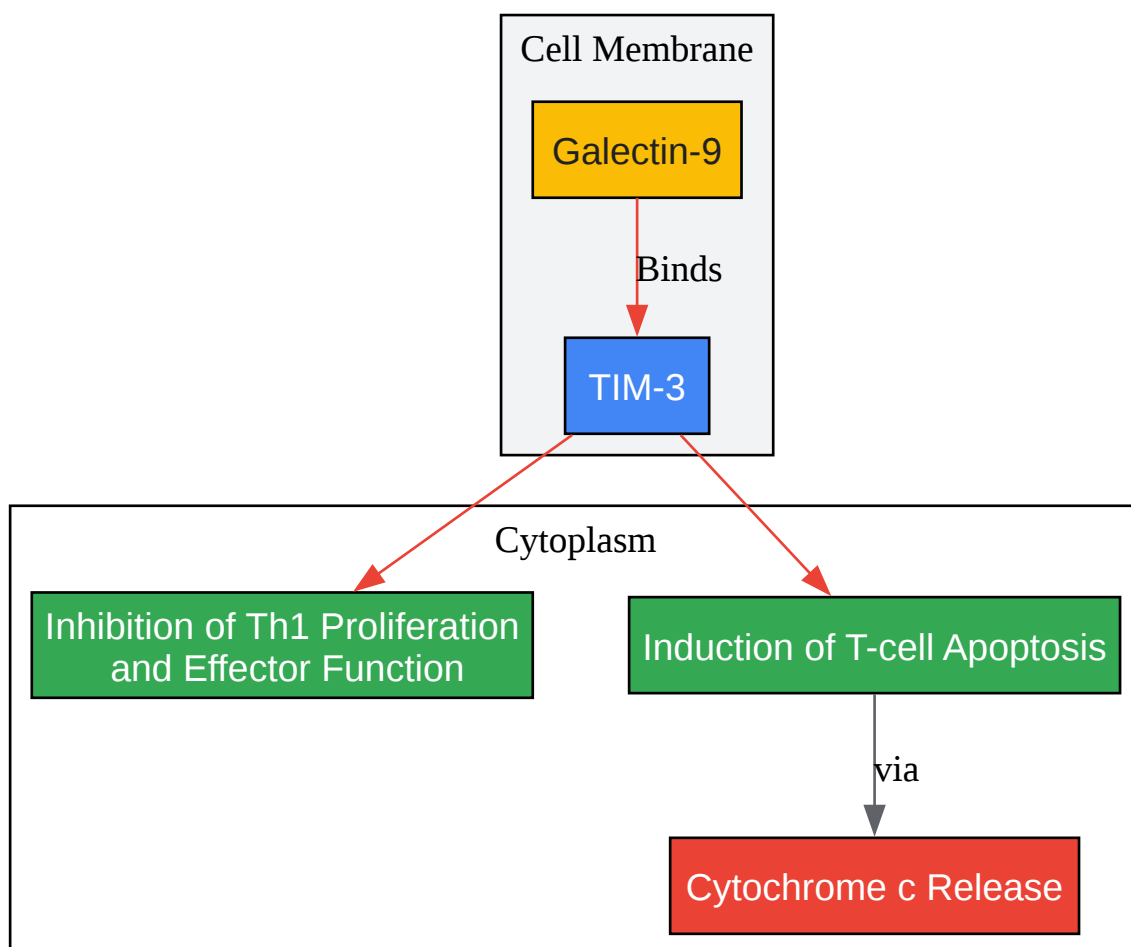 Cell Membrane
Galectin-9
Binds
TIM-3
Cytoplasm
Inhibition of Th1 Proliferation
and Effector Function
Induction of T-cell Apoptosis
via
Cytochrome c Release